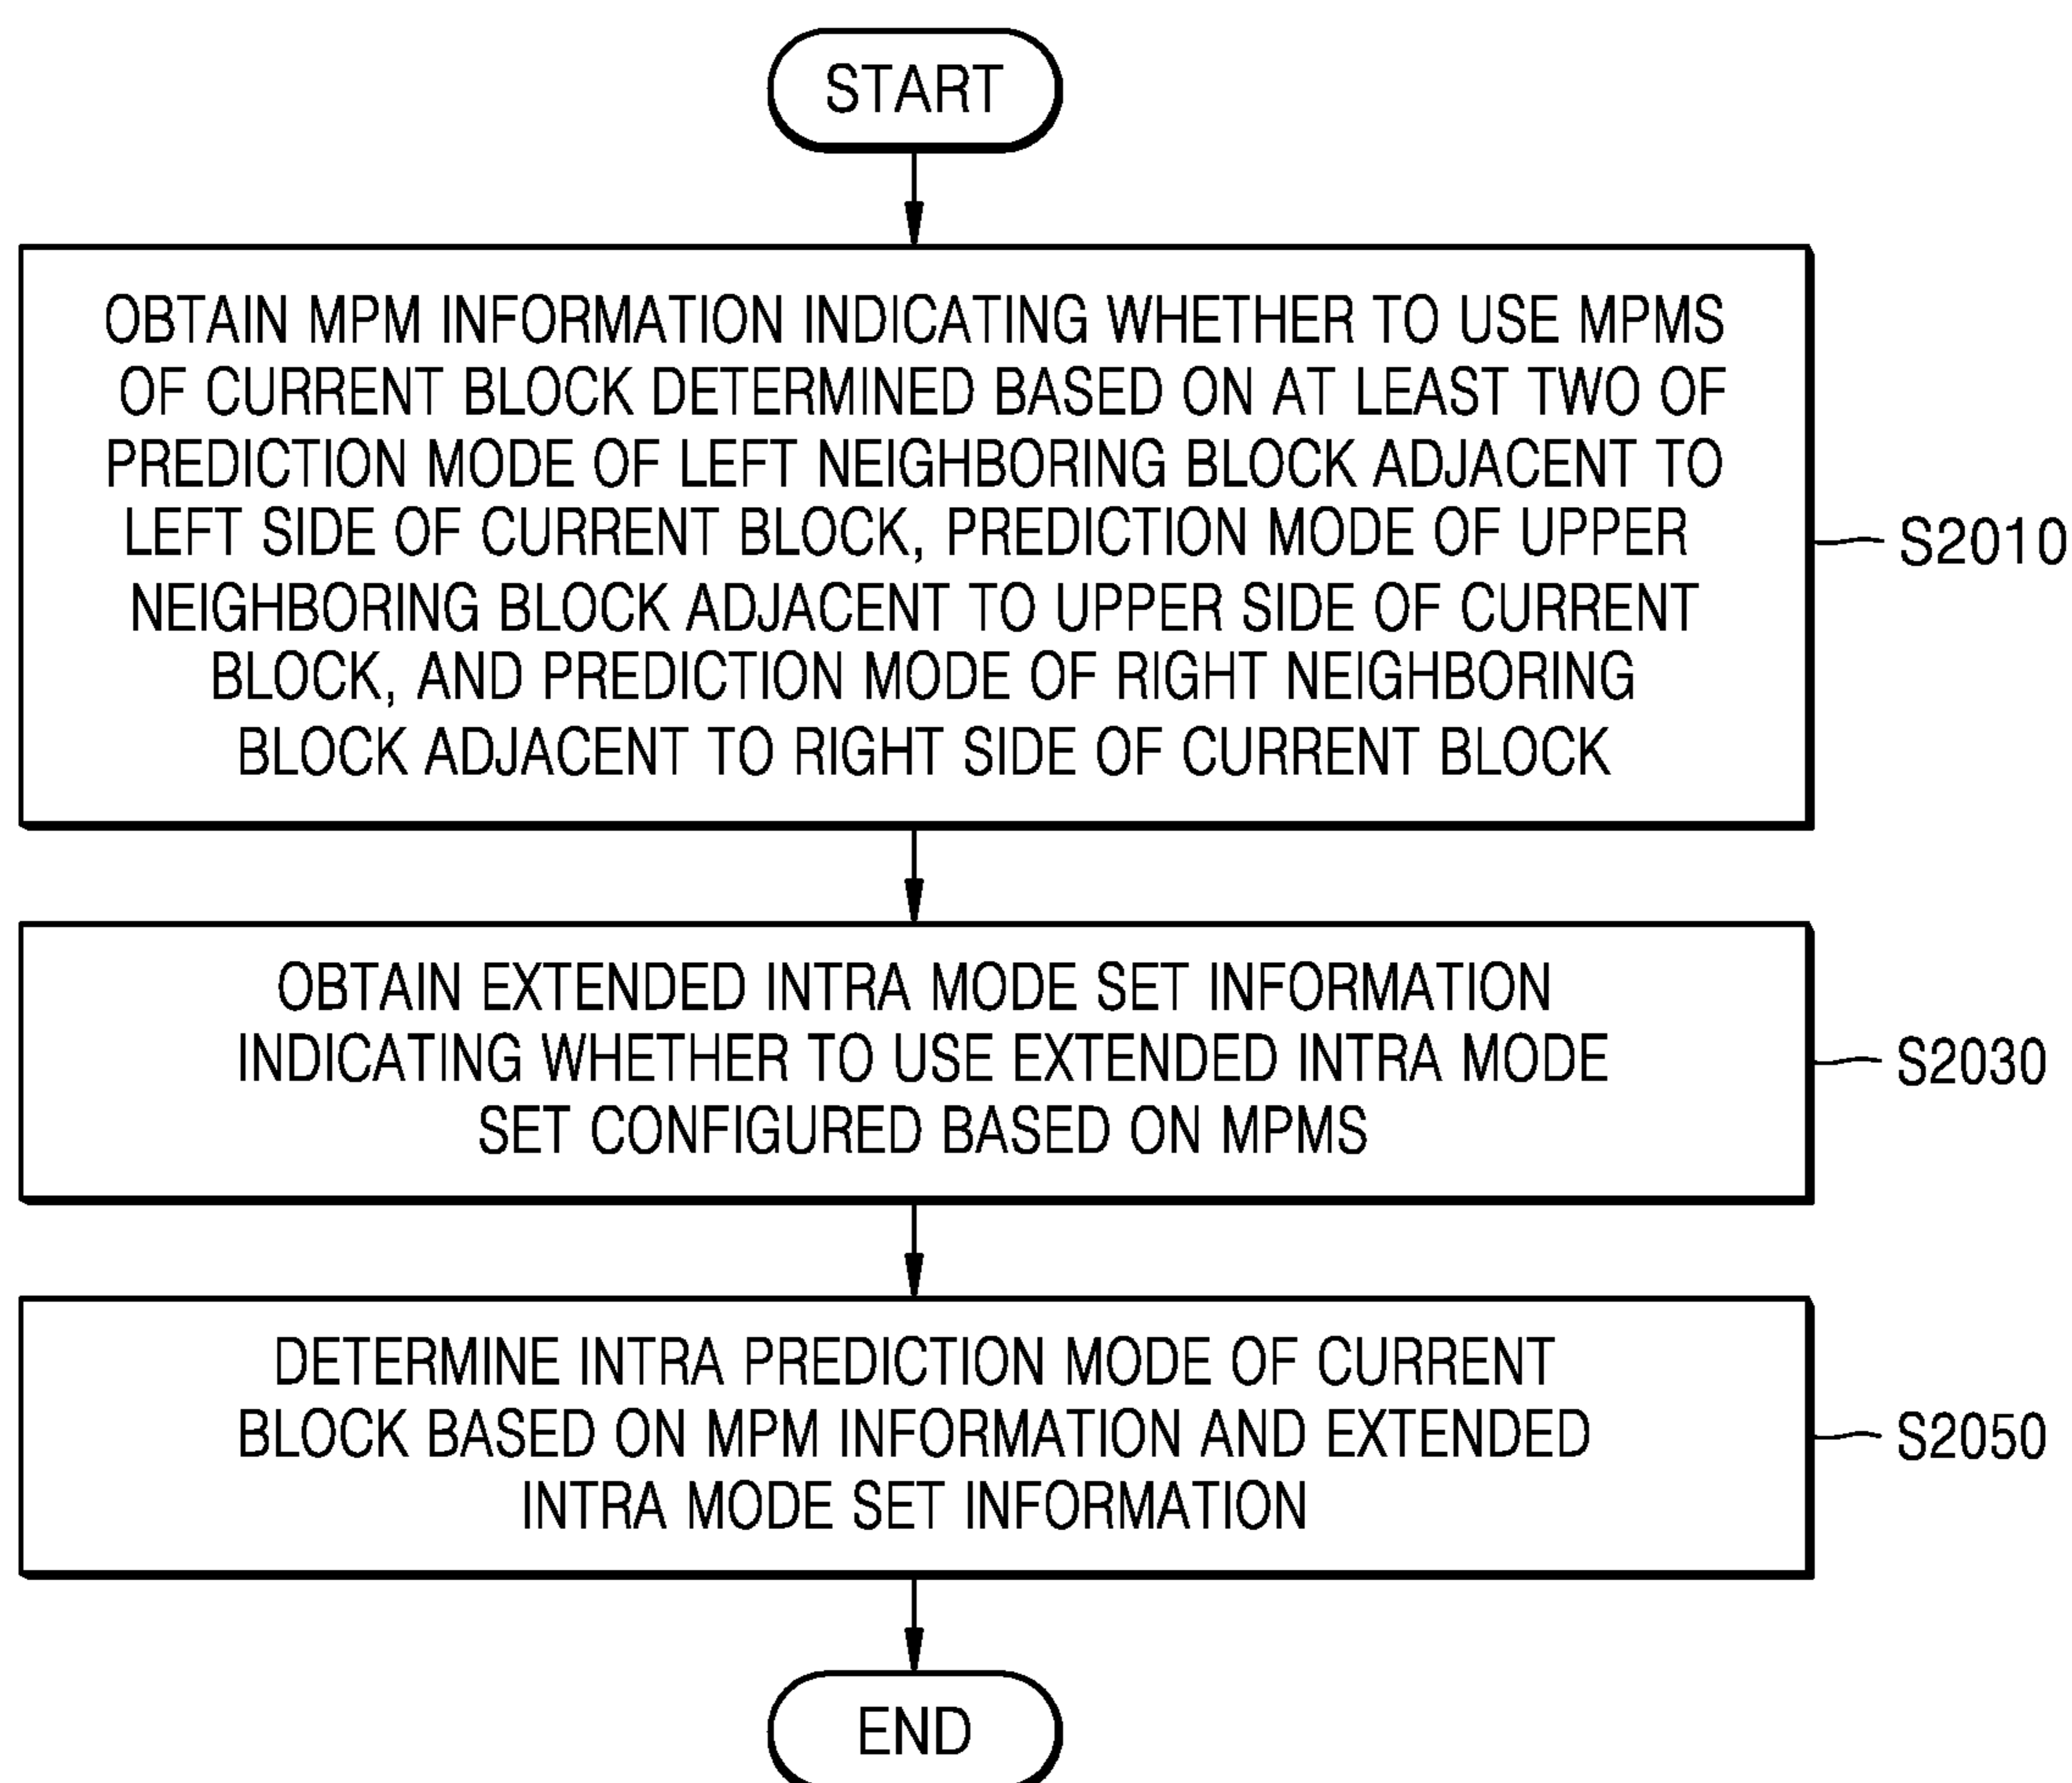 START
OBTAIN MPM INFORMATION INDICATING WHETHER TO USE MPMS
OF CURRENT BLOCK DETERMINED BASED ON AT LEAST TWO OF
PREDICTION MODE OF LEFT NEIGHBORING BLOCK ADJACENT TO
LEFT SIDE OF CURRENT BLOCK, PREDICTION MODE OF UPPER
NEIGHBORING BLOCK ADJACENT TO UPPER SIDE OF CURRENT
BLOCK, AND PREDICTION MODE OF RIGHT NEIGHBORING
BLOCK ADJACENT TO RIGHT SIDE OF CURRENT BLOCK
S2010
OBTAIN EXTENDED INTRA MODE SET INFORMATION
INDICATING WHETHER TO USE EXTENDED INTRA MODE
SET CONFIGURED BASED ON MPMS
S2030
DETERMINE INTRA PREDICTION MODE OF CURRENT
BLOCK BASED ON MPM INFORMATION AND EXTENDED
INTRA MODE SET INFORMATION
S2050
END